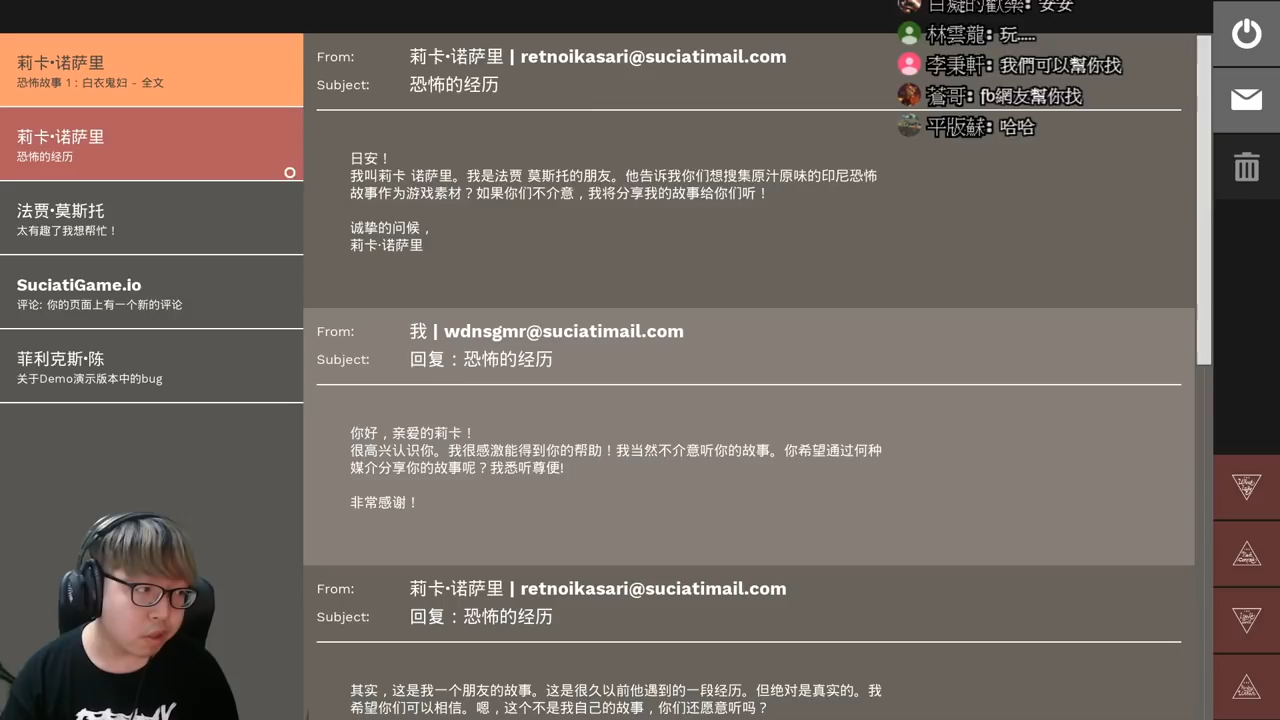 莉卡•诺萨里
恐怖故事 1：白衣鬼妇 - 全文
莉卡•诺萨里
恐怖的经历
法贾•莫斯托
太有趣了我想帮忙！
SuciatiGame.io
评论: 你的页面上有一个新的评论
菲利克斯•陈
关于Demo演示版本中的bug
From: 莉卡•诺萨里 | retnoikasari@suciatimail.com
Subject: 恐怖的经历
日安！
我叫莉卡 诺萨里。我是法贾 莫斯托的朋友。他告诉我你们想搜集原汁原味的印尼恐怖
故事作为游戏素材？如果你们不介意，我将分享我的故事给你们听！
诚挚的问候，
莉卡·诺萨里
From: 我 | wdnsgmr@suciatimail.com
Subject: 回复：恐怖的经历
你好，亲爱的莉卡！
很高兴认识你。我很感激能得到你的帮助！我当然不介意听你的故事。你希望通过何种
媒介分享你的故事呢？我悉听尊便!
非常感谢！
From: 莉卡•诺萨里 | retnoikasari@suciatimail.com
Subject: 回复：恐怖的经历
其实，这是我一个朋友的故事。这是很久以前他遇到的一段经历。但绝对是真实的。我
希望你们可以相信。嗯，这个不是我自己的故事，你们还愿意听吗？
白癡的歡樂: 安安
林雲龍: 玩.....
李秉軒: 我們可以幫你找
蒼哥: fb網友幫你找
平版蘇: 哈哈